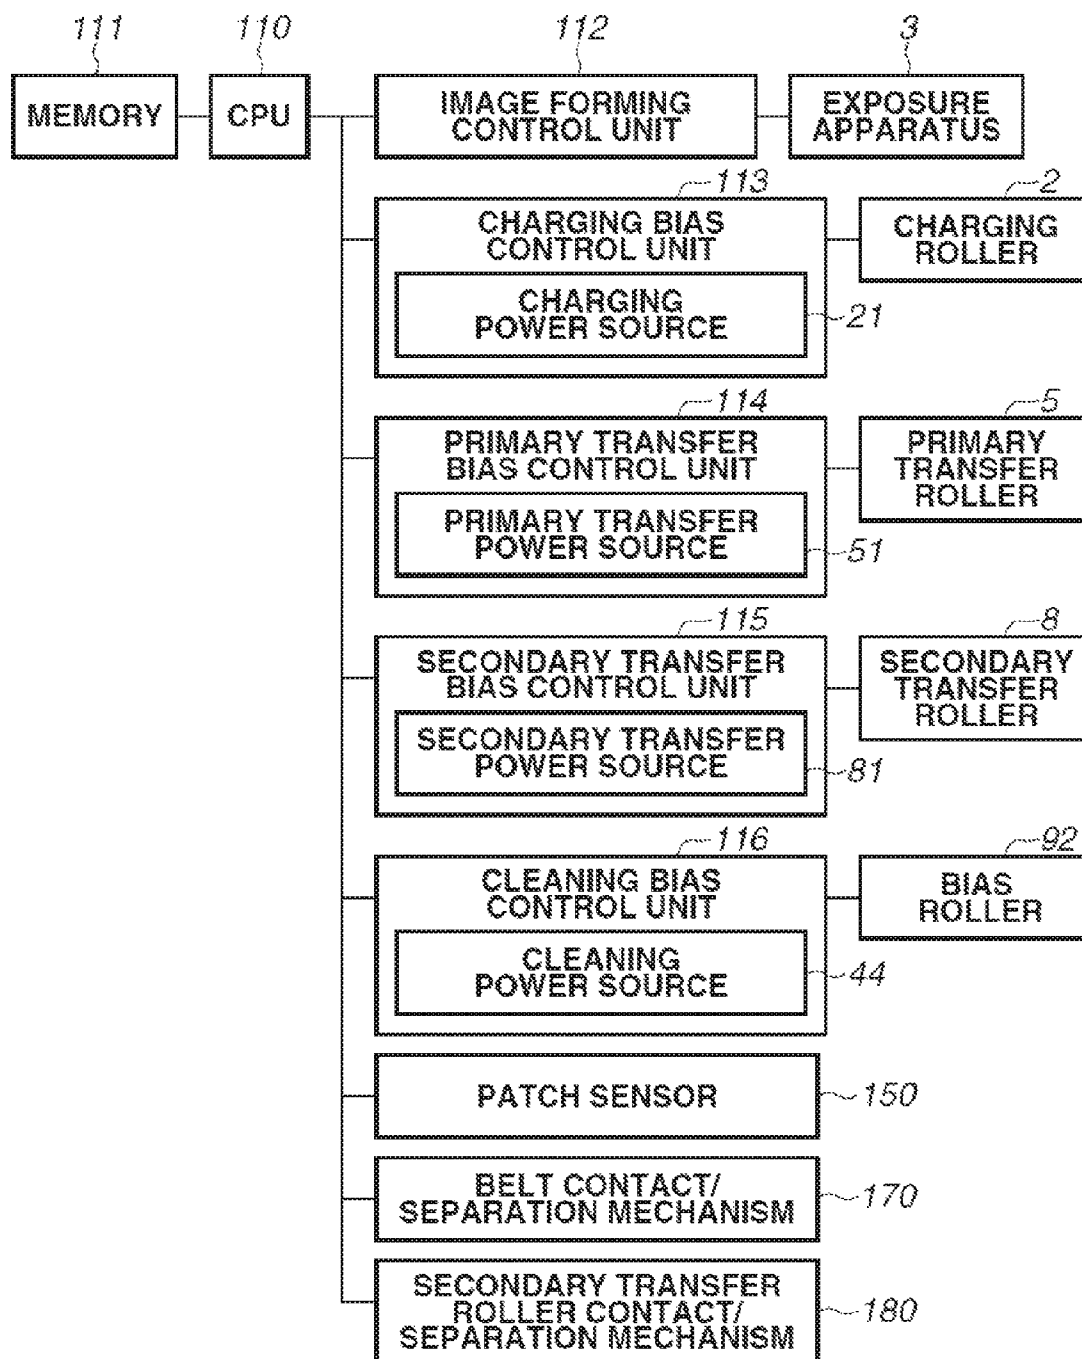 111
110
112
3
MEMORY
CPU
IMAGE FORMING
CONTROL UNIT
EXPOSURE
APPARATUS
113
2
CHARGING BIAS
CONTROL UNIT
CHARGING
ROLLER
CHARGING
POWER SOURCE
21
114
5
PRIMARY TRANSFER
BIAS CONTROL UNIT
PRIMARY
TRANSFER
ROLLER
PRIMARY TRANSFER
POWER SOURCE
51
115
8
SECONDARY TRANSFER
BIAS CONTROL UNIT
SECONDARY
TRANSFER
ROLLER
SECONDARY TRANSFER
POWER SOURCE
81
116
92
CLEANING BIAS
CONTROL UNIT
BIAS
ROLLER
CLEANING
POWER SOURCE
44
PATCH SENSOR
150
BELT CONTACT/
SEPARATION MECHANISM
170
SECONDARY TRANSFER
ROLLER CONTACT/
SEPARATION MECHANISM
180